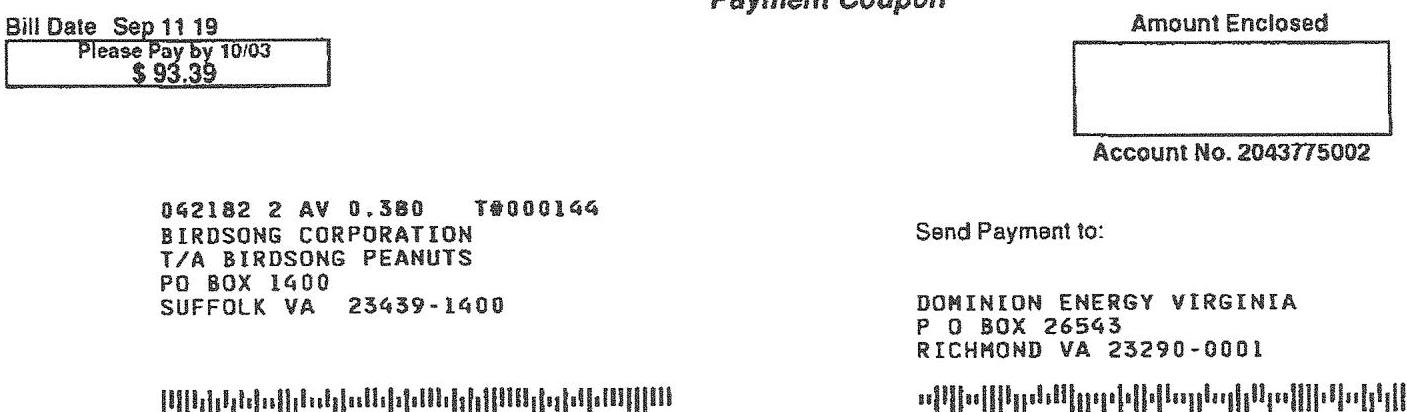 Payment Coupon
Bill Date Sep 11 19
Please Pay by 10/03
$ 93.39
Amount Enclosed
Account No. 2043775002
042182 2 AV 0.380 T#000144
BIRDSONG CORPORATION
T/A BIRDSONG PEANUTS
PO BOX 1400
SUFFOLK VA 23439-1400
Send Payment to:
DOMINION ENERGY VIRGINIA
P O BOX 26543
RICHMOND VA 23290-0001